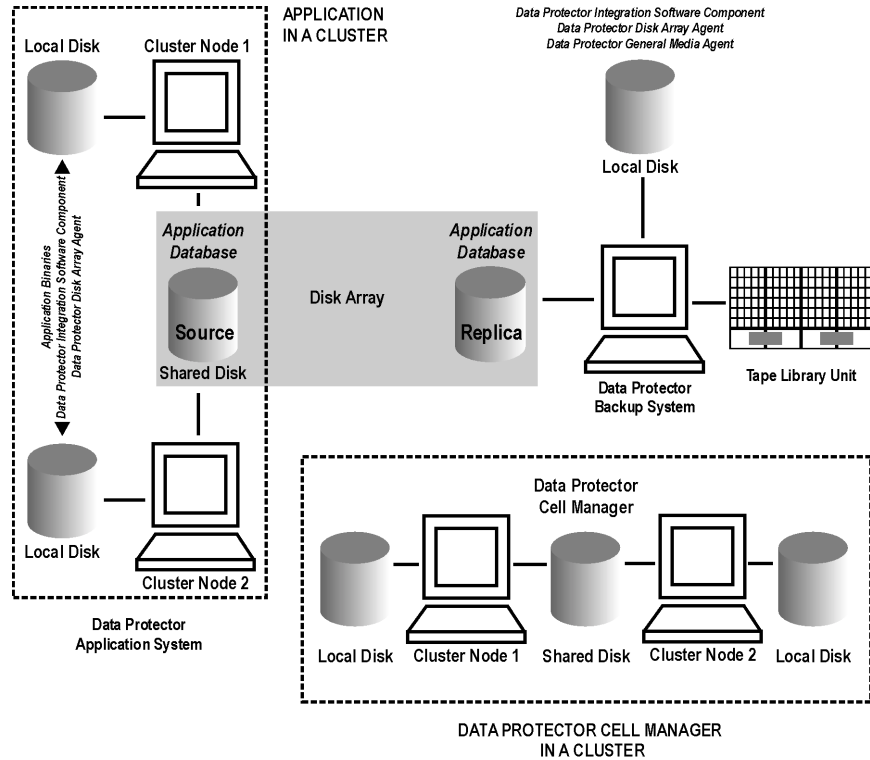 APPLICATION
IN A CLUSTER
Data Protector Integration Software Component
Data Protector Disk Array Agent
Data Protector General Media Agent
Local Disk
Cluster Node 1
Local Disk
Application Binaries
Data Protector Integration Software Component
Data Protector Disk Array Agent
Application
Database
Source
Shared Disk
Disk Array
Application
Database
Replica
Data Protector
Backup System
Tape Library Unit
Local Disk
Cluster Node 2
Data Protector
Application System
Data Protector
Cell Manager
Local Disk
Cluster Node 1
Shared Disk
Cluster Node 2
Local Disk
DATA PROTECTOR CELL MANAGER
IN A CLUSTER